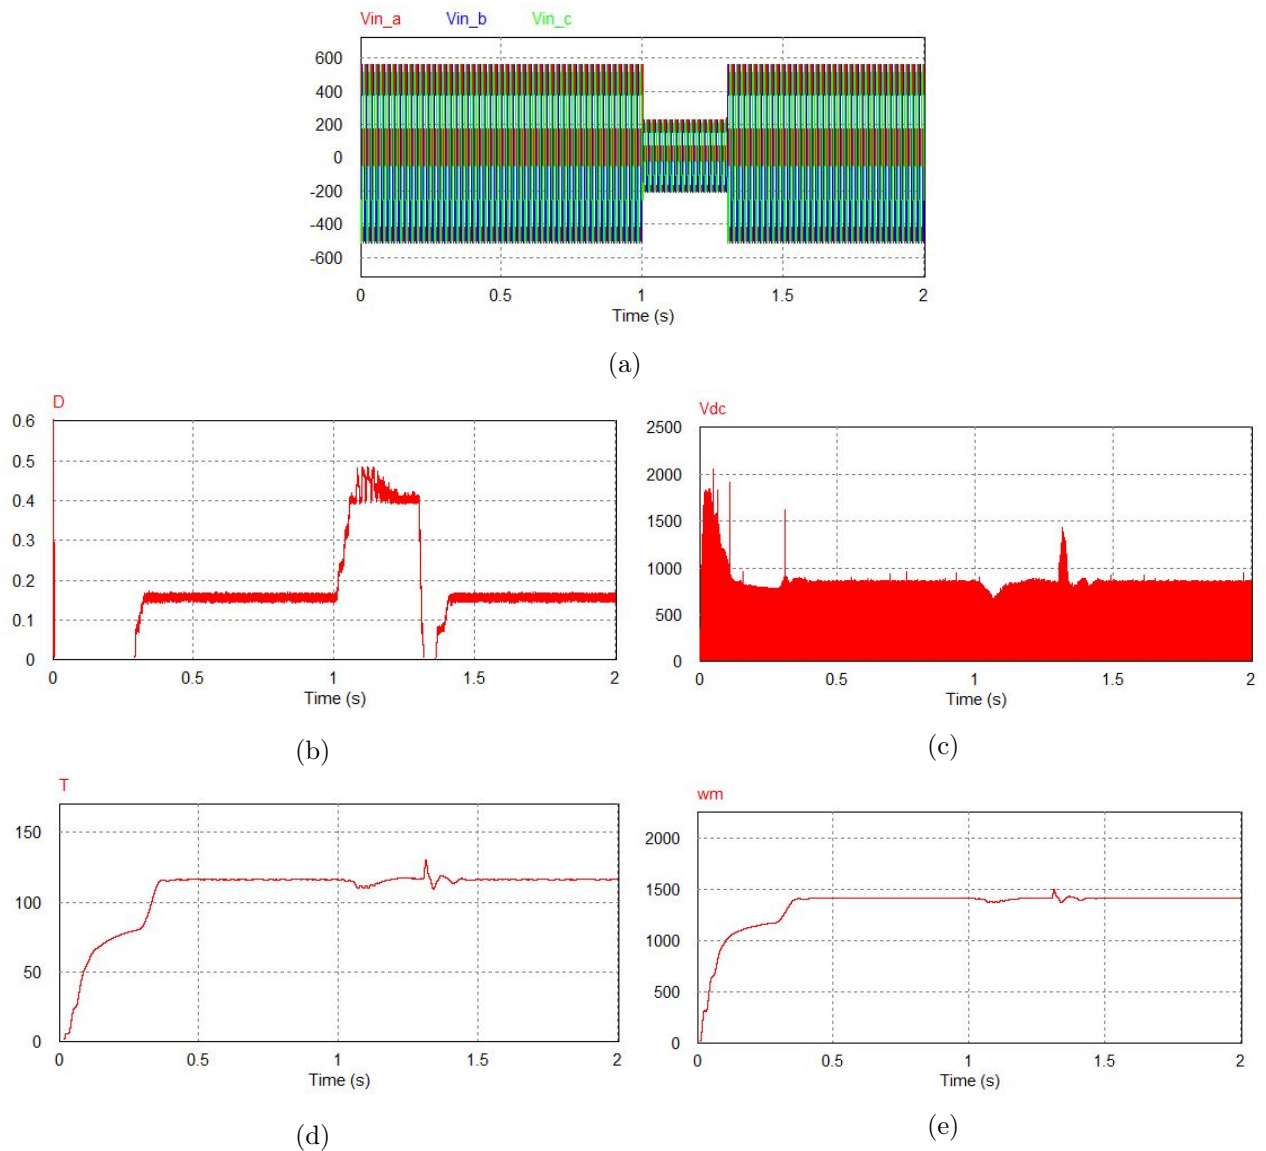 Vin_a Vin_b Vin_c
600
400
200
0
-200
-400
-600
0 0.5 1 1.5 2
Time (s)
(a)
D
0.6
0.5
0.4
0.3
0.2
0.1
0
0 0.5 1 1.5 2
Time (s)
(b)
Vdc
2500
2000
1500
1000
500
0
0 0.5 1 1.5 2
Time (s)
(c)
T
150
100
50
0
0 0.5 1 1.5 2
Time (s)
(d)
wm
2000
1500
1000
500
0
0 0.5 1 1.5 2
Time (s)
(e)